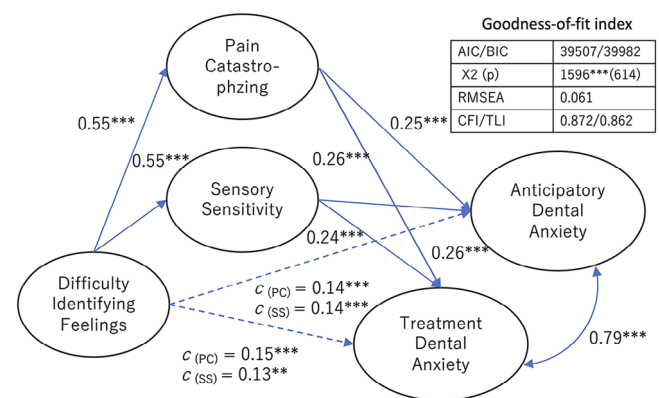 Goodness-of-fit index
AIC/BIC 39507/39982
X2 (p) 1596***(614)
RMSEA 0.061
CFI/TLI 0.872/0.862
Pain
Catastro-
phzing
0.55***
0.25***
0.55***
0.26***
Sensory
Sensitivity
Anticipatory
Dental
Anxiety
0.24***
0.26***
Difficulty
Identifying
Feelings
c (PC) = 0.14***
c (SS) = 0.14***
Treatment
Dental
Anxiety
0.79***
c (PC) = 0.15***
c (SS) = 0.13**